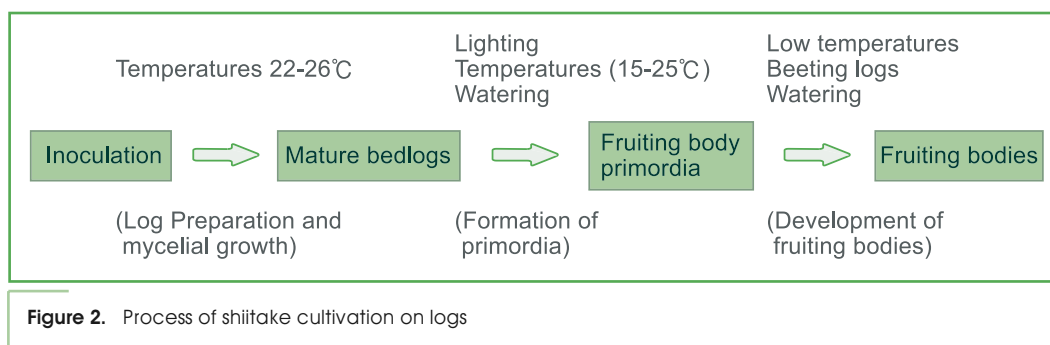 Temperatures 22-26℃
Lighting
Temperatures (15-25℃)
Watering
Low temperatures
Beeting logs
Watering
Inoculation
Mature bedlogs
Fruiting body
primordia
Fruiting bodies
(Log Preparation and
mycelial growth)
(Formation of
primordia)
(Development of
fruiting bodies)
Figure 2. Process of shiitake cultivation on logs